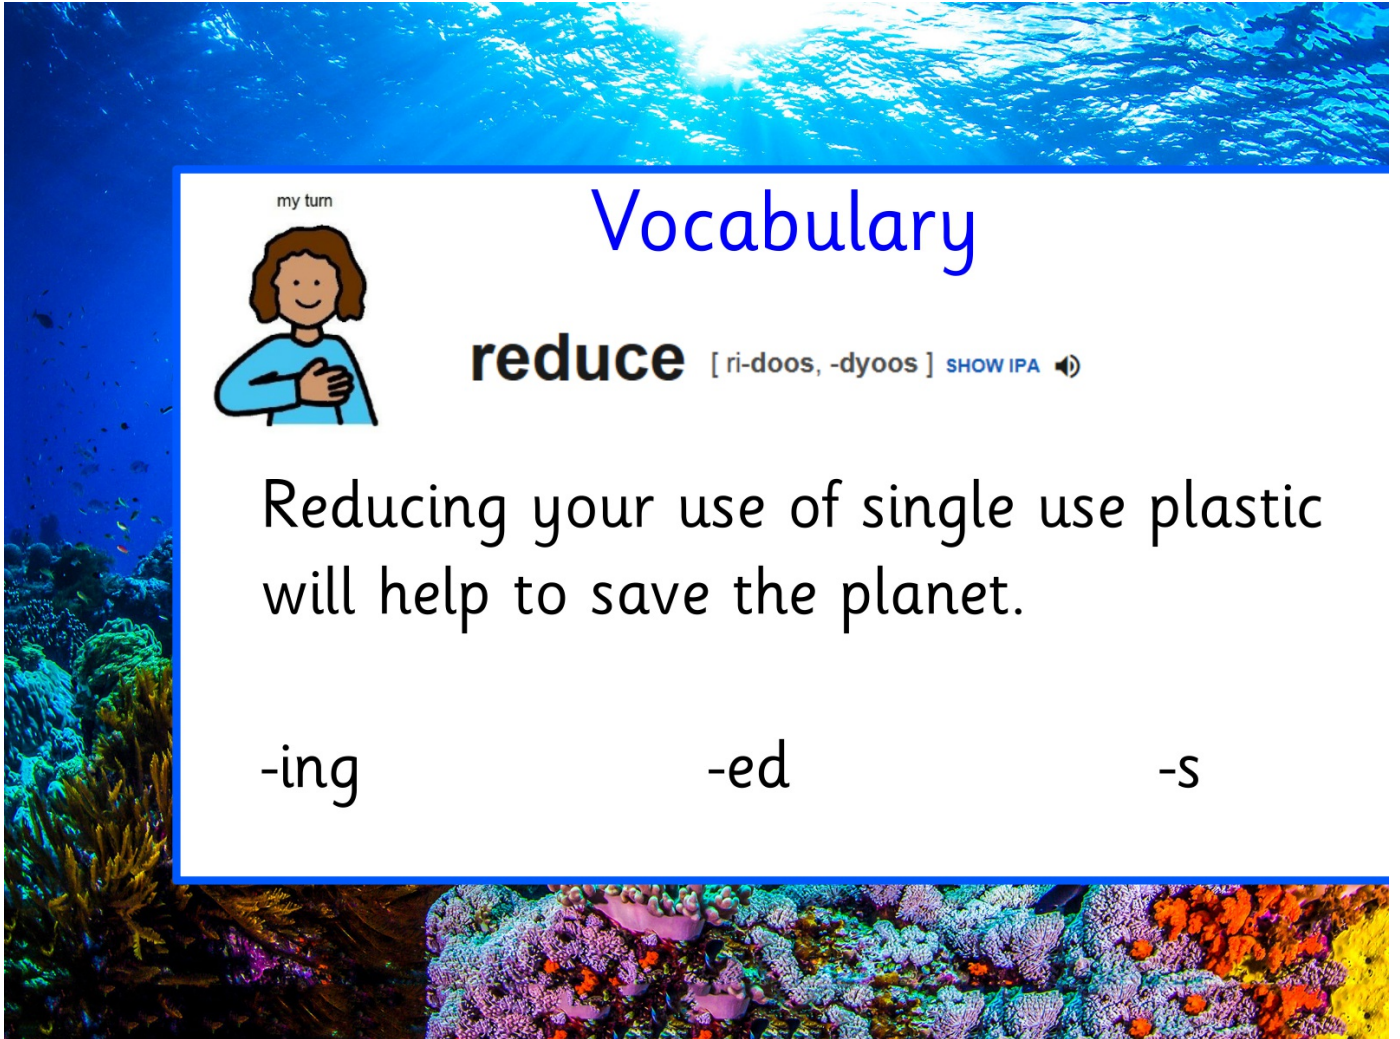 my turn
Vocabulary
reduce [ ri-doos, -dyoos ] SHOW IPA
Reducing your use of single use plastic
will help to save the planet.
-ing -ed -s